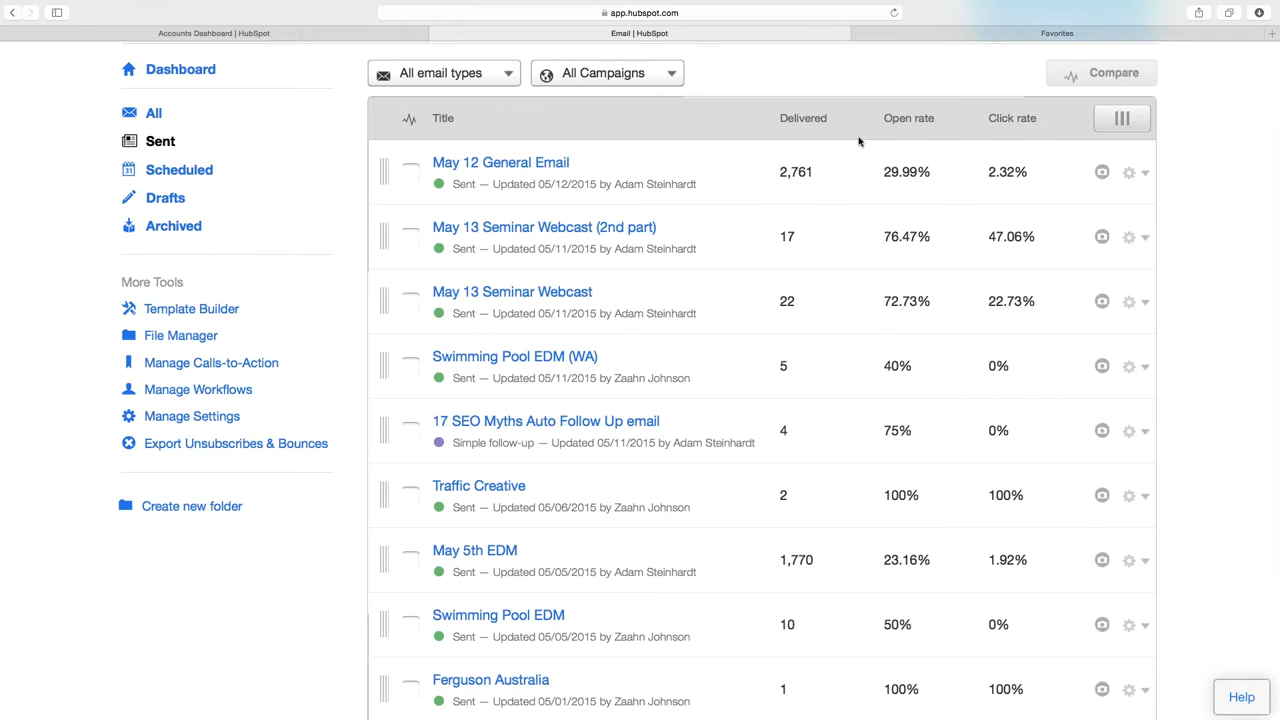 app.hubspot.com
Accounts Dashboard | HubSpot
Email | HubSpot
Favorites
Dashboard
All
Sent
Scheduled
Drafts
Archived
More Tools
Template Builder
File Manager
Manage Calls-to-Action
Manage Workflows
Manage Settings
Export Unsubscribes & Bounces
Create new folder
All email types
All Campaigns
Compare
Title Delivered Open rate Click rate
May 12 General Email
Sent — Updated 05/12/2015 by Adam Steinhardt
2,761 29.99% 2.32%
May 13 Seminar Webcast (2nd part)
Sent — Updated 05/11/2015 by Adam Steinhardt
17 76.47% 47.06%
May 13 Seminar Webcast
Sent — Updated 05/11/2015 by Adam Steinhardt
22 72.73% 22.73%
Swimming Pool EDM (WA)
Sent — Updated 05/11/2015 by Zaahn Johnson
5 40% 0%
17 SEO Myths Auto Follow Up email
Simple follow-up — Updated 05/11/2015 by Adam Steinhardt
4 75% 0%
Traffic Creative
Sent — Updated 05/06/2015 by Zaahn Johnson
2 100% 100%
May 5th EDM
Sent — Updated 05/05/2015 by Adam Steinhardt
1,770 23.16% 1.92%
Swimming Pool EDM
Sent — Updated 05/05/2015 by Zaahn Johnson
10 50% 0%
Ferguson Australia
Sent — Updated 05/01/2015 by Zaahn Johnson
1 100% 100%
Help